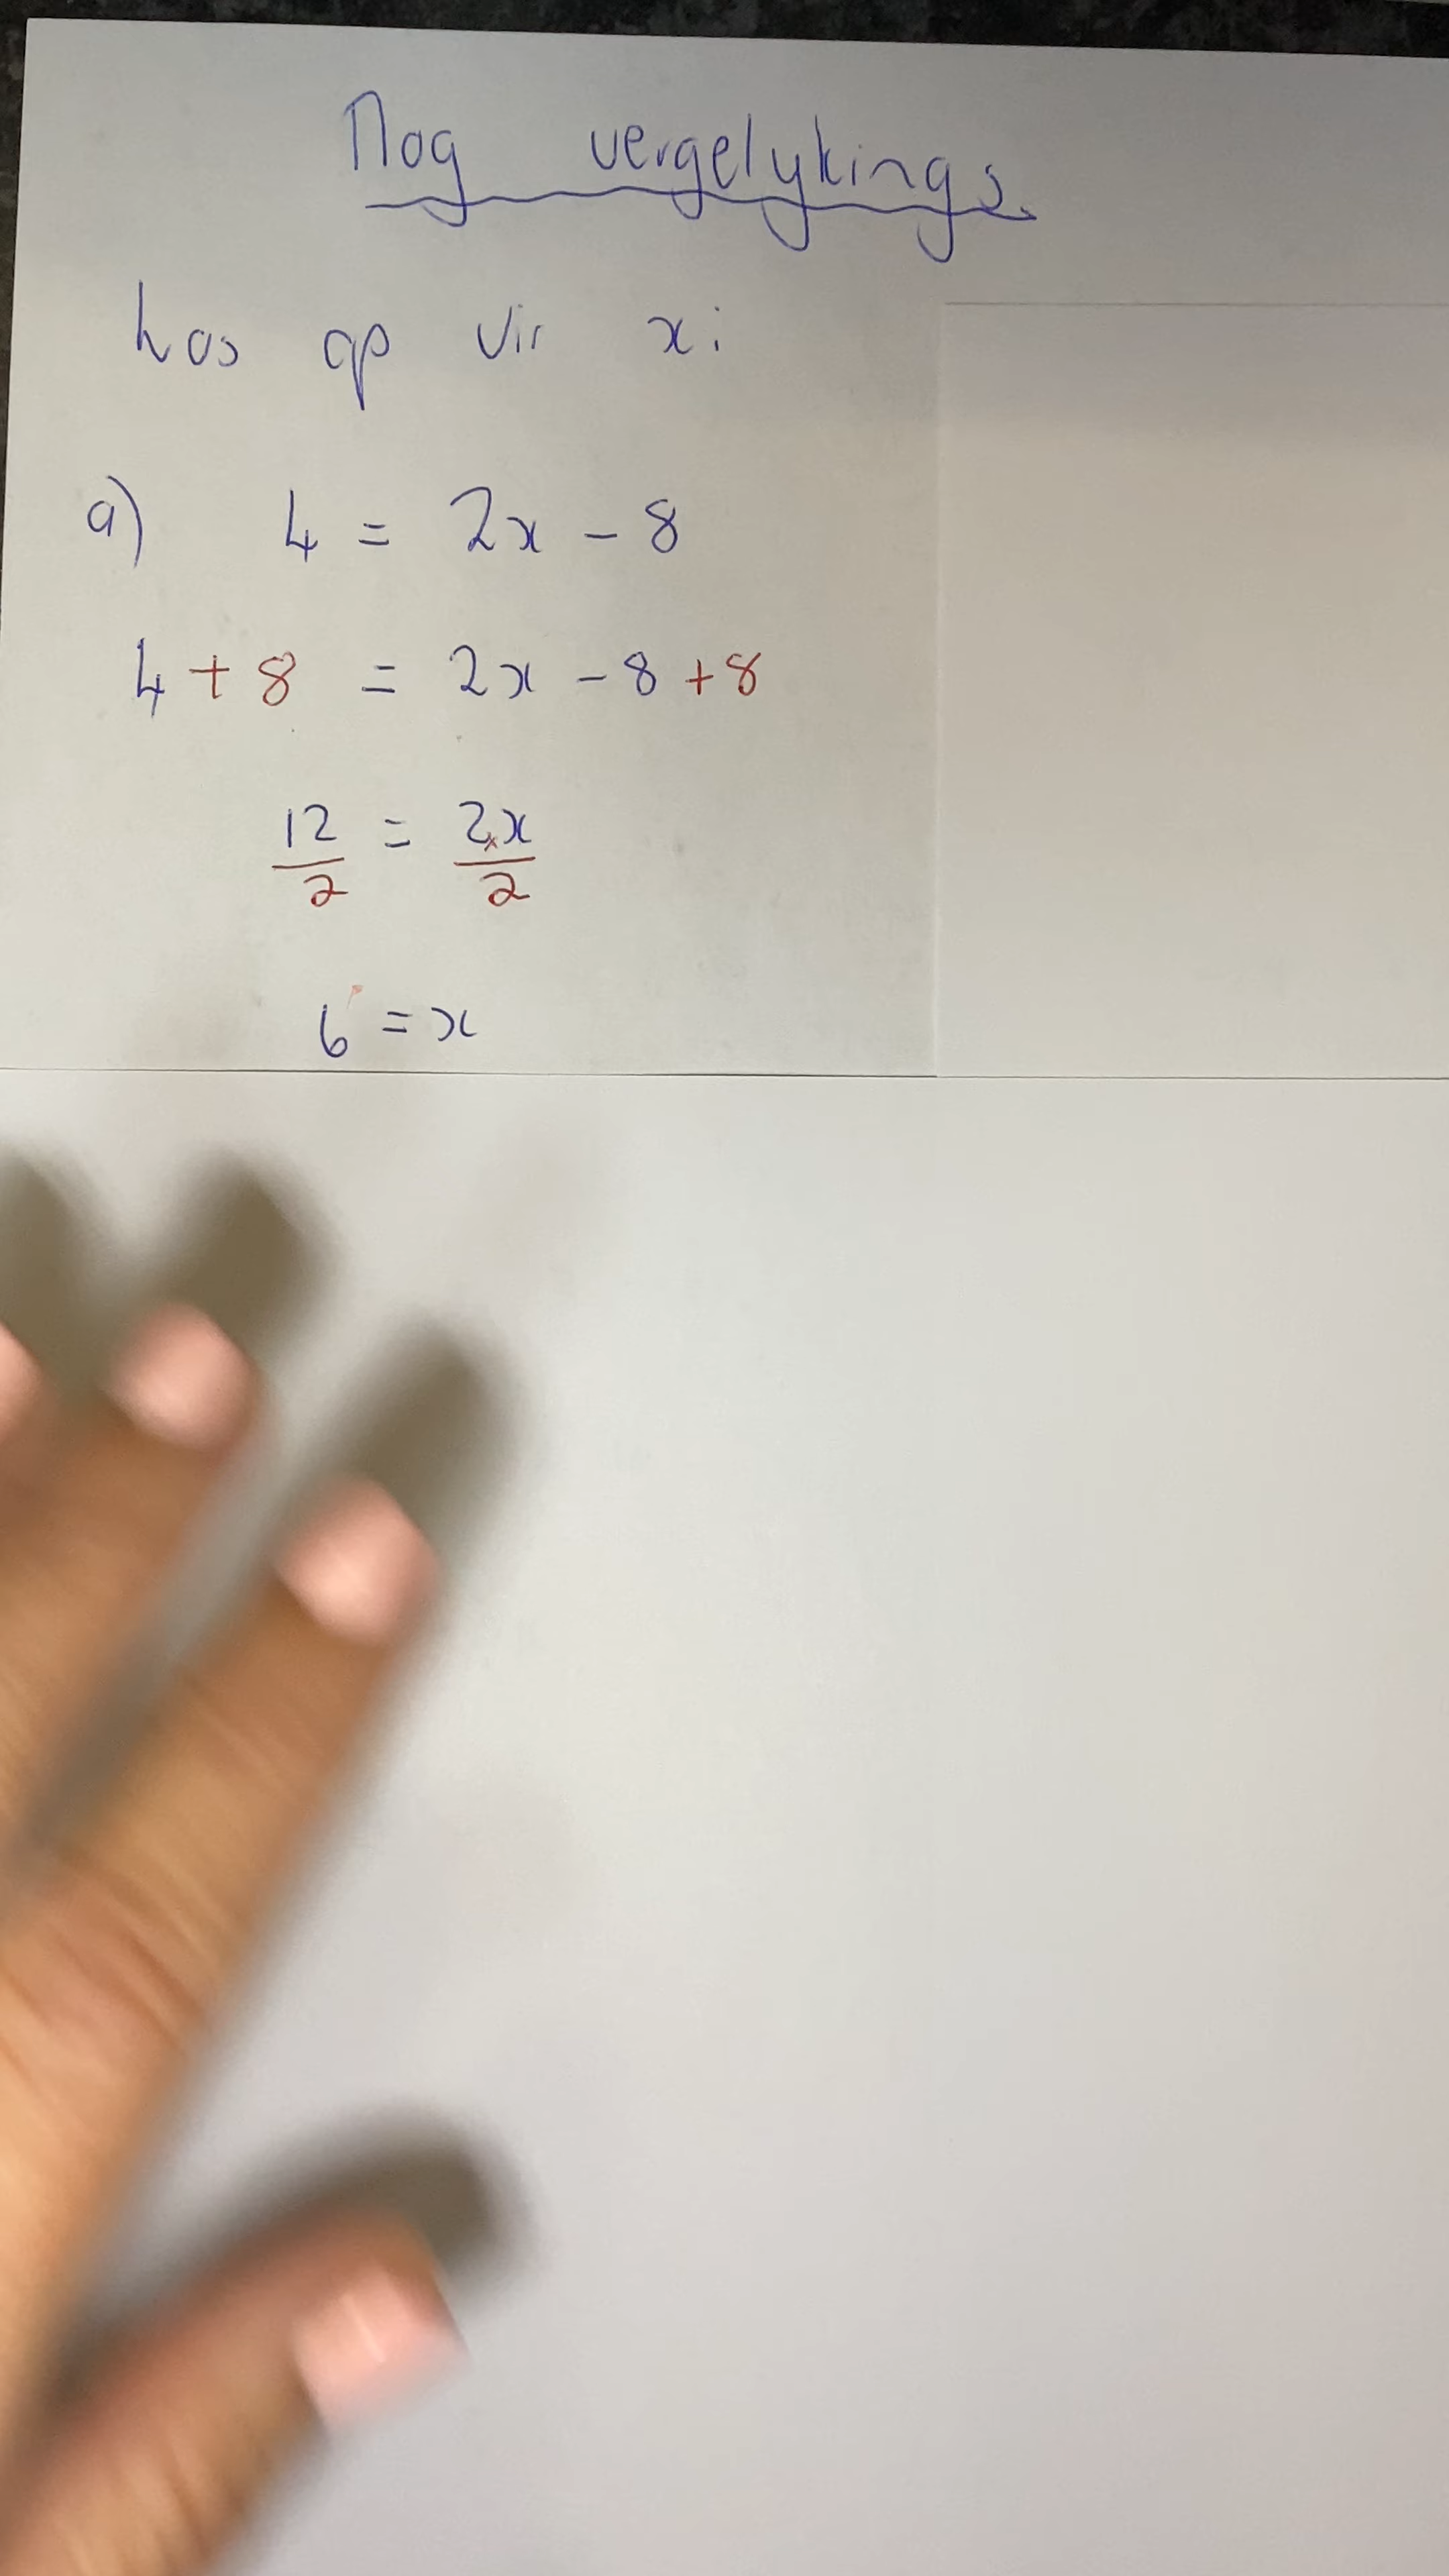 Nog vergelykings
Los op vir x:
a) 4 = 2x - 8
4 + 8 = 2x - 8 + 8
12/2 = 2x/2
6 = x